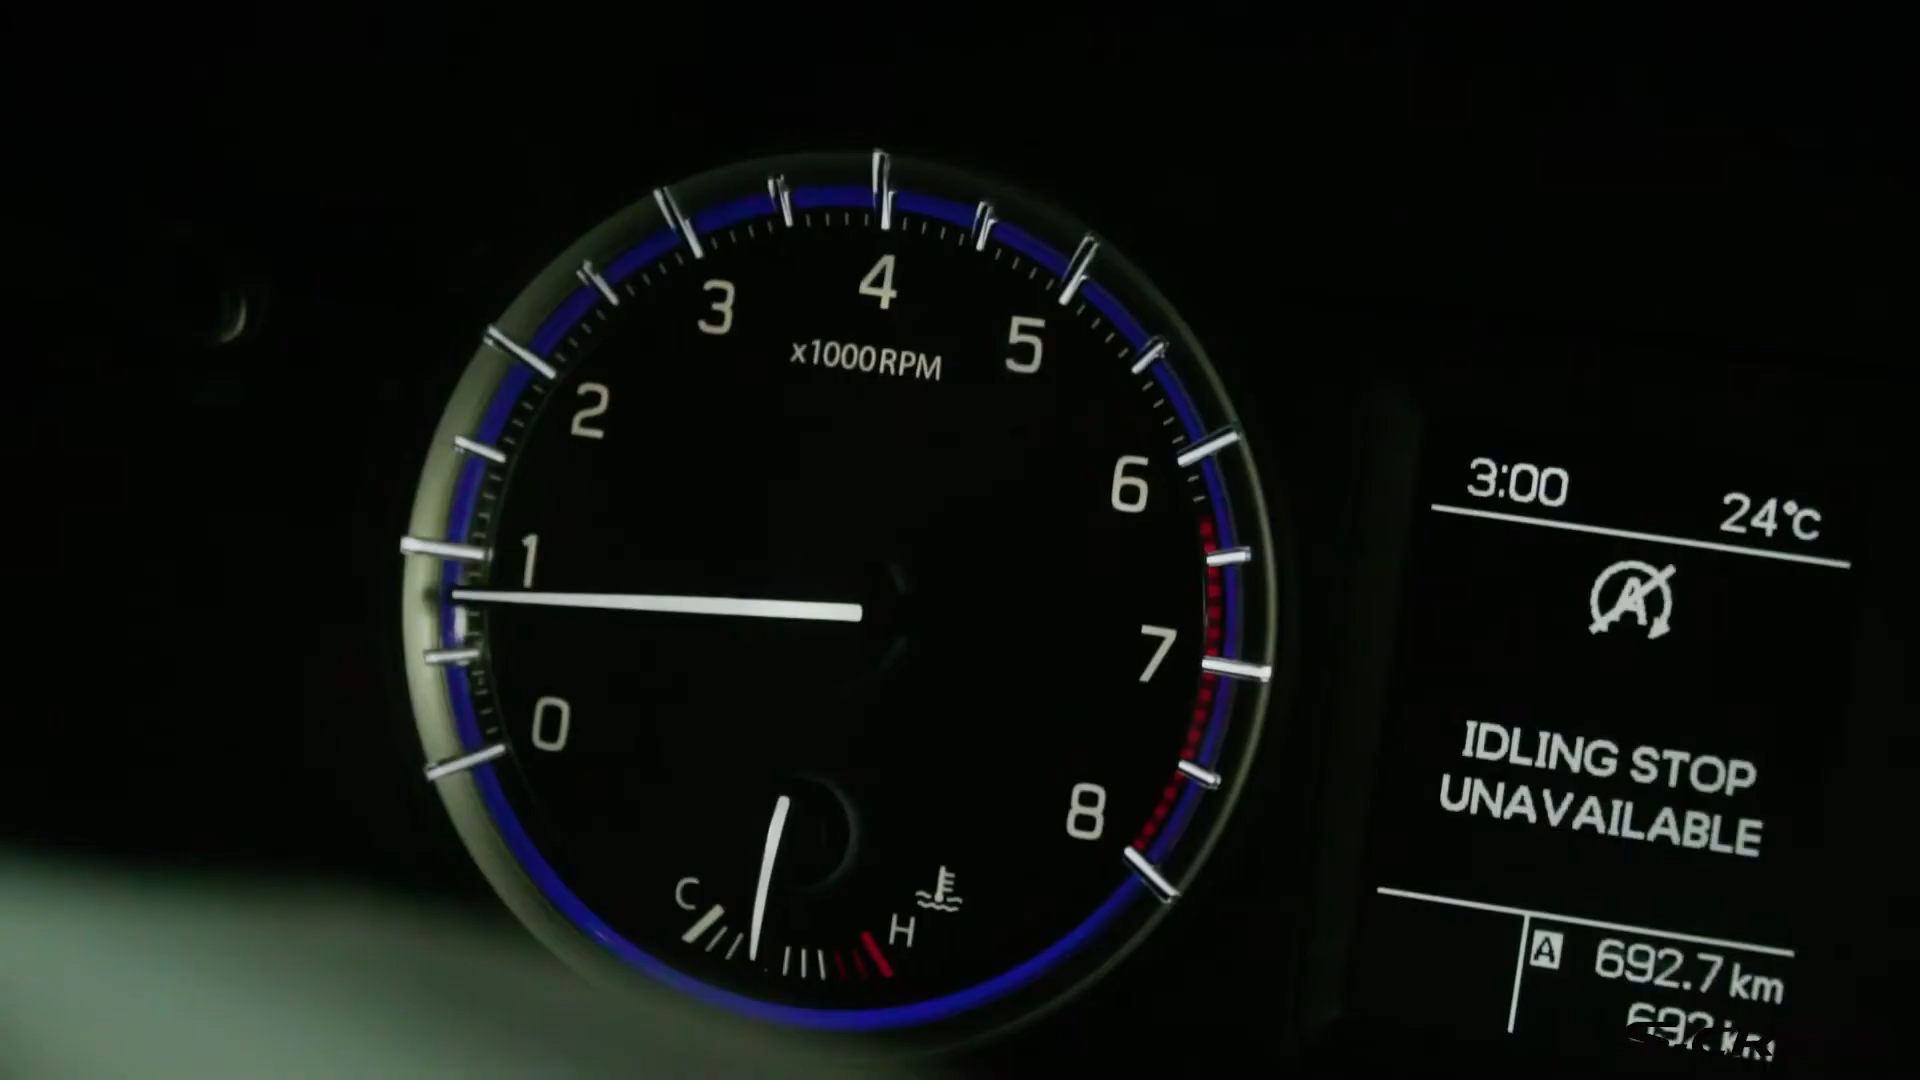 0
1
2
3
4
5
6
7
8
x1000RPM
C
H
3:00 24°C
A
IDLING STOP
UNAVAILABLE
A 692.7 km